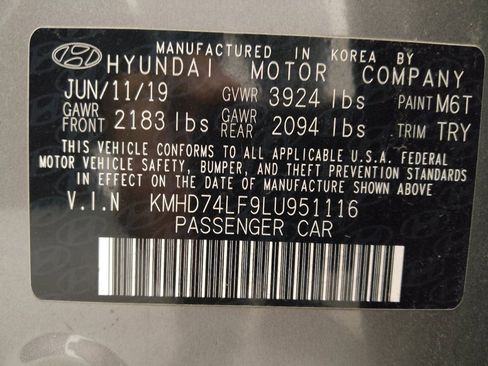 MANUFACTURED IN KOREA BY
HYUNDAI MOTOR COMPANY
JUN/11/19 GVWR 3924 lbs PAINT M6T
GAWR FRONT 2183 lbs GAWR REAR 2094 lbs TRIM TRY
THIS VEHICLE CONFORMS TO ALL APPLICABLE U.S.A. FEDERAL
MOTOR VEHICLE SAFETY, BUMPER, AND THEFT PREVENTION STANDARDS
IN EFFECT ON THE DATE OF MANUFACTURE SHOWN ABOVE.
V.I.N KMHD74LF9LU951116
PASSENGER CAR